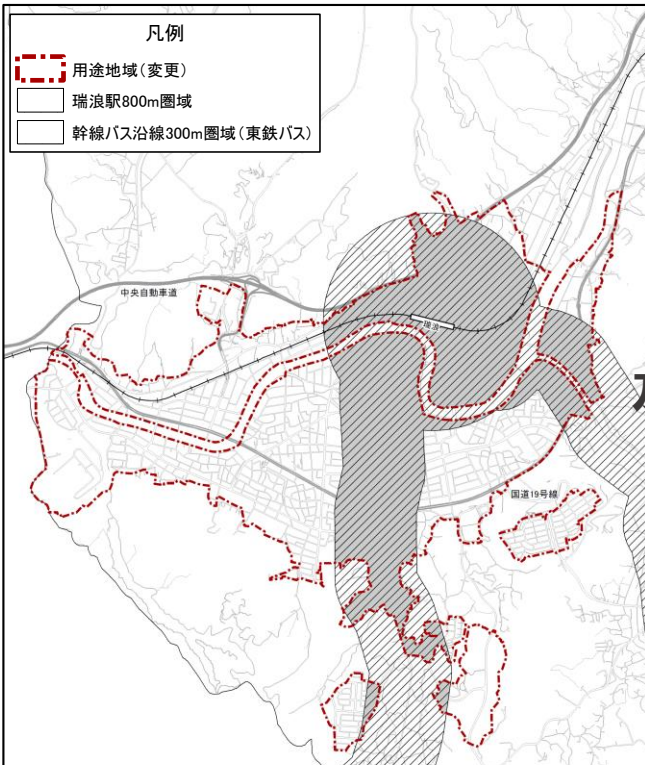 凡例
用途地域(変更)
瑞浪駅800m圏域
幹線バス沿線300m圏域(東鉄バス)
中央自動車道
瑞浪
国道19号線